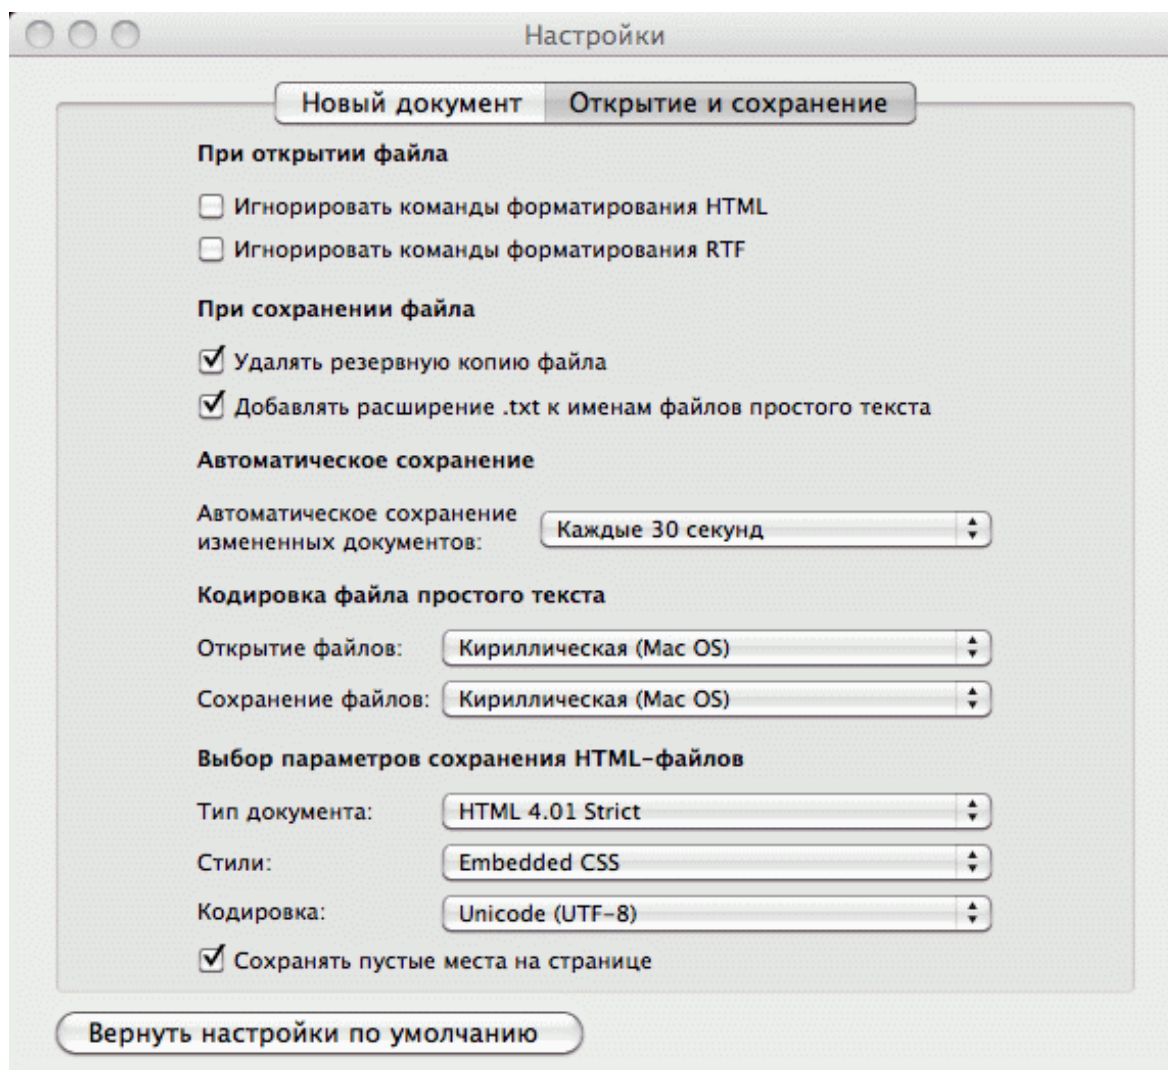 Настройки
Новый документ Открытие и сохранение
При открытии файла
Игнорировать команды форматирования HTML
Игнорировать команды форматирования RTF
При сохранении файла
Удалять резервную копию файла
Добавлять расширение .txt к именам файлов простого текста
Автоматическое сохранение
Автоматическое сохранение
измененных документов: Каждые 30 секунд
Кодировка файла простого текста
Открытие файлов: Кириллическая (Mac OS)
Сохранение файлов: Кириллическая (Mac OS)
Выбор параметров сохранения HTML-файлов
Тип документа: HTML 4.01 Strict
Стили: Embedded CSS
Кодировка: Unicode (UTF-8)
Сохранять пустые места на странице
Вернуть настройки по умолчанию